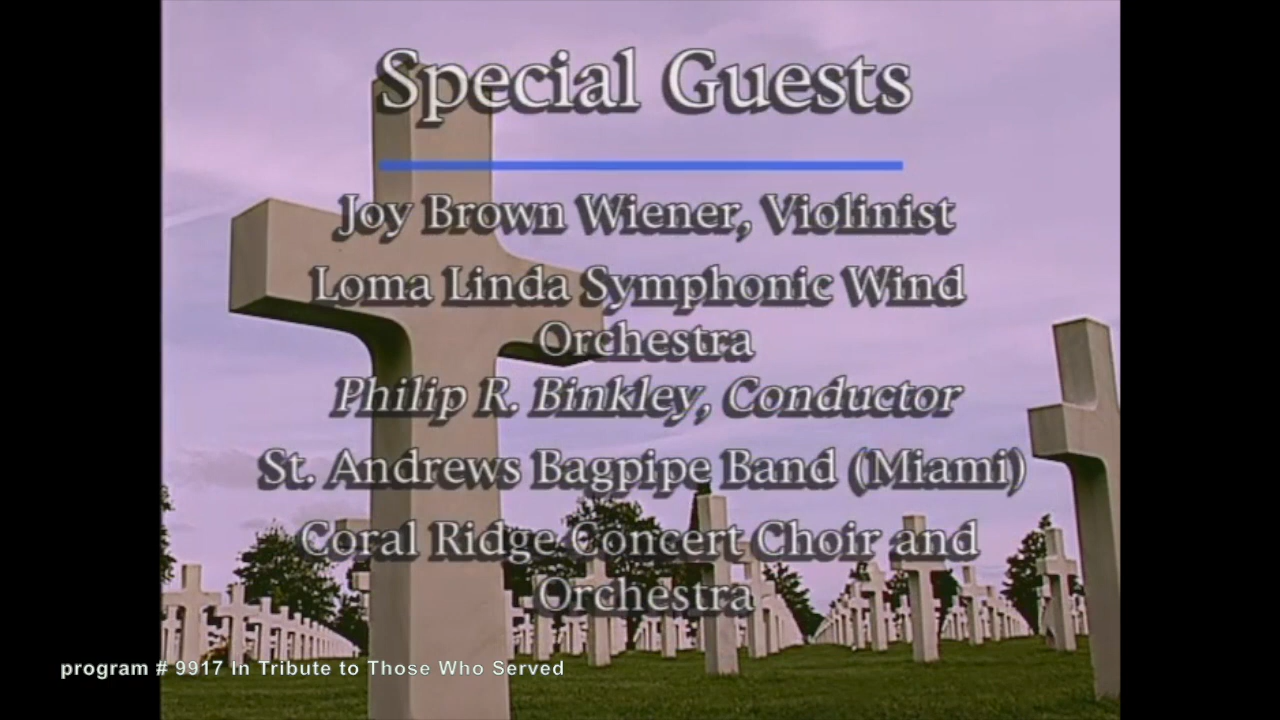 Special Guests
Joy Brown Wiener, Violinist
Loma Linda Symphonic Wind
Orchestra
Philip R. Binkley, Conductor
St. Andrews Bagpipe Band (Miami)
Coral Ridge Concert Choir and
Orchestra
program # 9917 In Tribute to Those Who Served